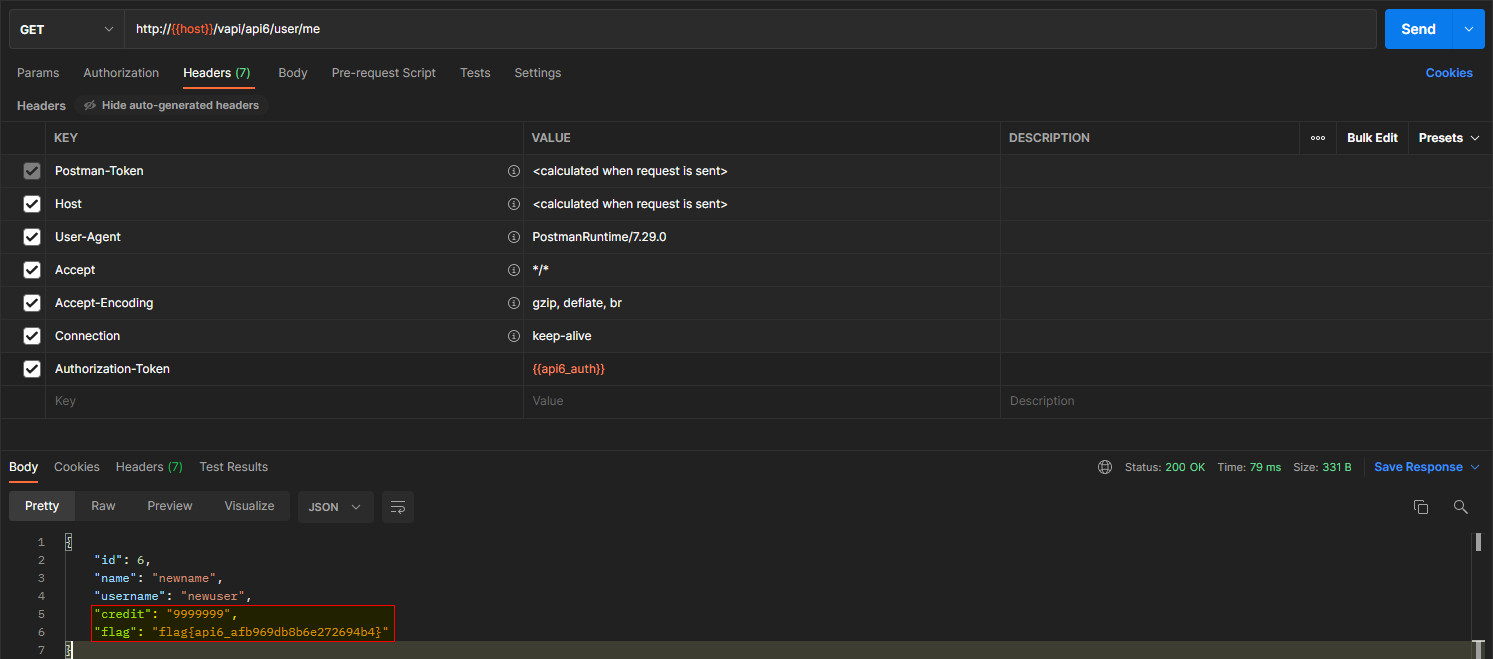 GET http://{{host}}/vapi/api6/user/me Send
Params Authorization Headers (7) Body Pre-request Script Tests Settings Cookies
Headers Hide auto-generated headers
KEY VALUE DESCRIPTION Bulk Edit Presets
Postman-Token <calculated when request is sent>
Host <calculated when request is sent>
User-Agent PostmanRuntime/7.29.0
Accept */*
Accept-Encoding gzip, deflate, br
Connection keep-alive
Authorization-Token {{api6_auth}}
Key Value Description
Body Cookies Headers (7) Test Results Status: 200 OK Time: 79 ms Size: 331 B Save Response
Pretty Raw Preview Visualize JSON
1 {
2 "id": 6,
3 "name": "newname",
4 "username": "newuser",
5 "credit": "9999999",
6 "flag": "flag{api6_afb969db8b6e272694b4}"
7 }